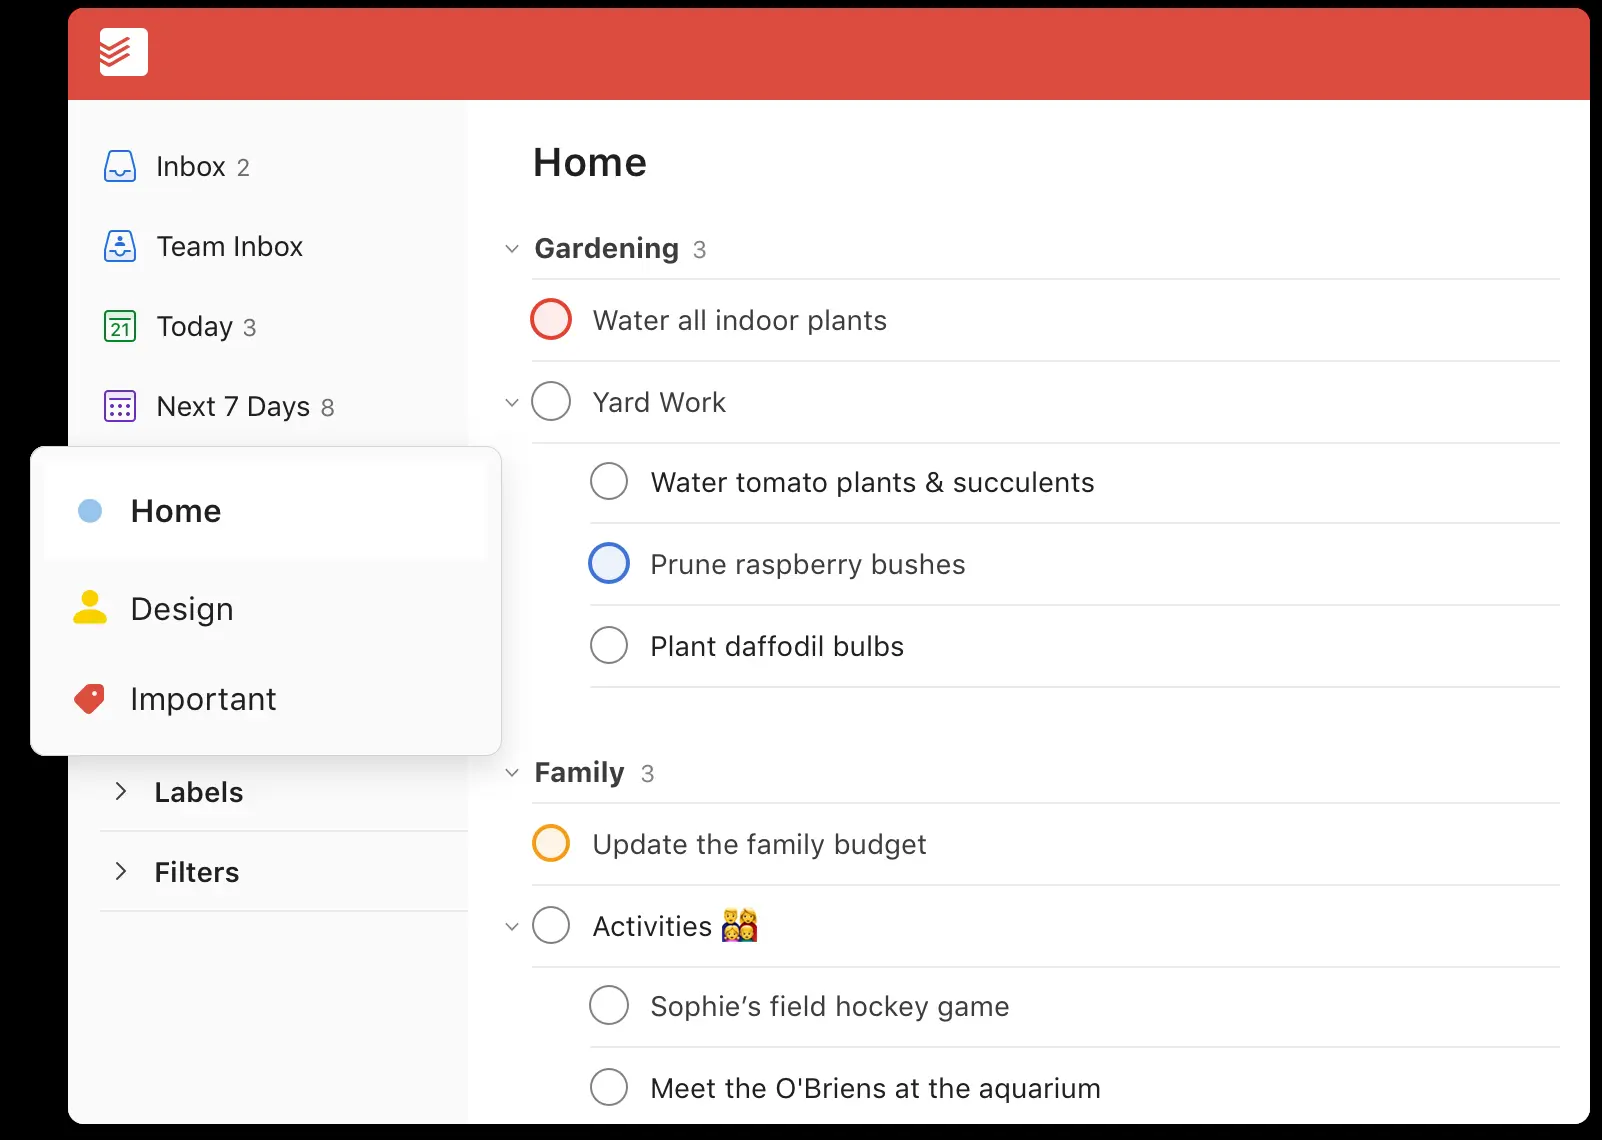 Inbox 2
Team Inbox
21 Today 3
Next 7 Days 8
Home
Design
Important
Labels
Filters
Home
Gardening 3
Water all indoor plants
Yard Work
Water tomato plants & succulents
Prune raspberry bushes
Plant daffodil bulbs
Family 3
Update the family budget
Activities 👨‍👩‍👧‍👦
Sophie’s field hockey game
Meet the O'Briens at the aquarium